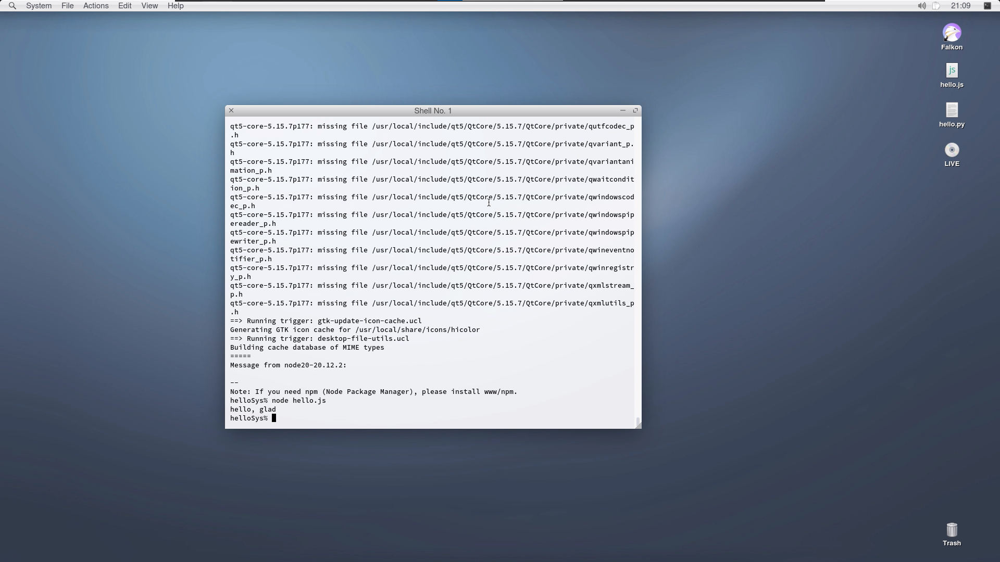 System File Actions Edit View Help 21:09
Falkon
js
hello.js
hello.py
LIVE
Shell No. 1
qt5-core-5.15.7p177: missing file /usr/local/include/qt5/QtCore/5.15.7/QtCore/private/qutfcodec_p
.h
qt5-core-5.15.7p177: missing file /usr/local/include/qt5/QtCore/5.15.7/QtCore/private/qvariant_p.
h
qt5-core-5.15.7p177: missing file /usr/local/include/qt5/QtCore/5.15.7/QtCore/private/qvariantani
mation_p.h
qt5-core-5.15.7p177: missing file /usr/local/include/qt5/QtCore/5.15.7/QtCore/private/qwaitcondit
ion_p.h
qt5-core-5.15.7p177: missing file /usr/local/include/qt5/QtCore/5.15.7/QtCore/private/qwindowscod
ec_p.h
qt5-core-5.15.7p177: missing file /usr/local/include/qt5/QtCore/5.15.7/QtCore/private/qwindowspip
ereader_p.h
qt5-core-5.15.7p177: missing file /usr/local/include/qt5/QtCore/5.15.7/QtCore/private/qwindowspip
ewriter_p.h
qt5-core-5.15.7p177: missing file /usr/local/include/qt5/QtCore/5.15.7/QtCore/private/qwineventno
tifier_p.h
qt5-core-5.15.7p177: missing file /usr/local/include/qt5/QtCore/5.15.7/QtCore/private/qwinregistr
y_p.h
qt5-core-5.15.7p177: missing file /usr/local/include/qt5/QtCore/5.15.7/QtCore/private/qxmlstream_
p.h
qt5-core-5.15.7p177: missing file /usr/local/include/qt5/QtCore/5.15.7/QtCore/private/qxmlutils_p
.h
==> Running trigger: gtk-update-icon-cache.ucl
Generating GTK icon cache for /usr/local/share/icons/hicolor
==> Running trigger: desktop-file-utils.ucl
Building cache database of MIME types
=====
Message from node20-20.12.2:
--
Note: If you need npm (Node Package Manager), please install www/npm.
helloSys% node hello.js
hello, glad
helloSys%
Trash